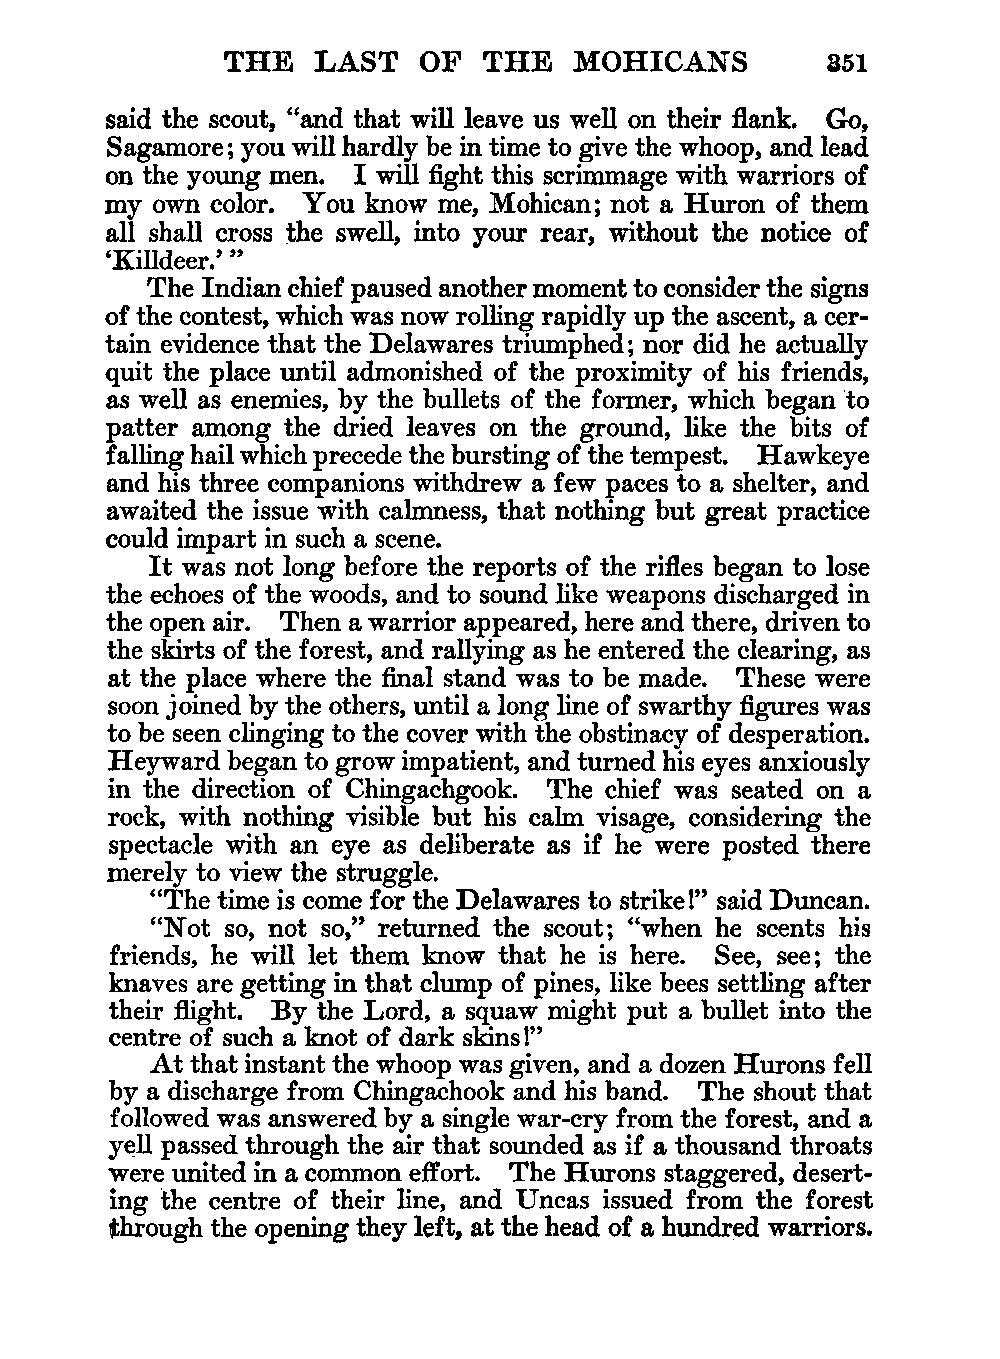 THE LAST OF THE MOHICANS 351
said the scout, “and that will leave us well on their flank. Go,
Sagamore; you will hardly be in time to give the whoop, and lead
on the young men. I will fight this scrimmage with warriors of
my own color. You know me, Mohican; not a Huron of them
all shall cross the swell, into your rear, without the notice of
‘Killdeer.’ ”
The Indian chief paused another moment to consider the signs
of the contest, which was now rolling rapidly up the ascent, a cer-
tain evidence that the Delawares triumphed; nor did he actually
quit the place until admonished of the proximity of his friends,
as well as enemies, by the bullets of the former, which began to
patter among the dried leaves on the ground, like the bits of
falling hail which precede the bursting of the tempest. Hawkeye
and his three companions withdrew a few paces to a shelter, and
awaited the issue with calmness, that nothing but great practice
could impart in such a scene.
It was not long before the reports of the rifles began to lose
the echoes of the woods, and to sound like weapons discharged in
the open air. Then a warrior appeared, here and there, driven to
the skirts of the forest, and rallying as he entered the clearing, as
at the place where the final stand was to be made. These were
soon joined by the others, until a long line of swarthy figures was
to be seen clinging to the cover with the obstinacy of desperation.
Heyward began to grow impatient, and turned his eyes anxiously
in the direction of Chingachgook. The chief was seated on a
rock, with nothing visible but his calm visage, considering the
spectacle with an eye as deliberate as if he were posted there
merely to view the struggle.
“The time is come for the Delawares to strike!” said Duncan.
“Not so, not so,” returned the scout; “when he scents his
friends, he will let them know that he is here. See, see; the
knaves are getting in that clump of pines, like bees settling after
their flight. By the Lord, a squaw might put a bullet into the
centre of such a knot of dark skins!”
At that instant the whoop was given, and a dozen Hurons fell
by a discharge from Chingachook and his band. The shout that
followed was answered by a single war-cry from the forest, and a
yell passed through the air that sounded as if a thousand throats
were united in a common effort. The Hurons staggered, desert-
ing the centre of their line, and Uncas issued from the forest
through the opening they left, at the head of a hundred warriors.